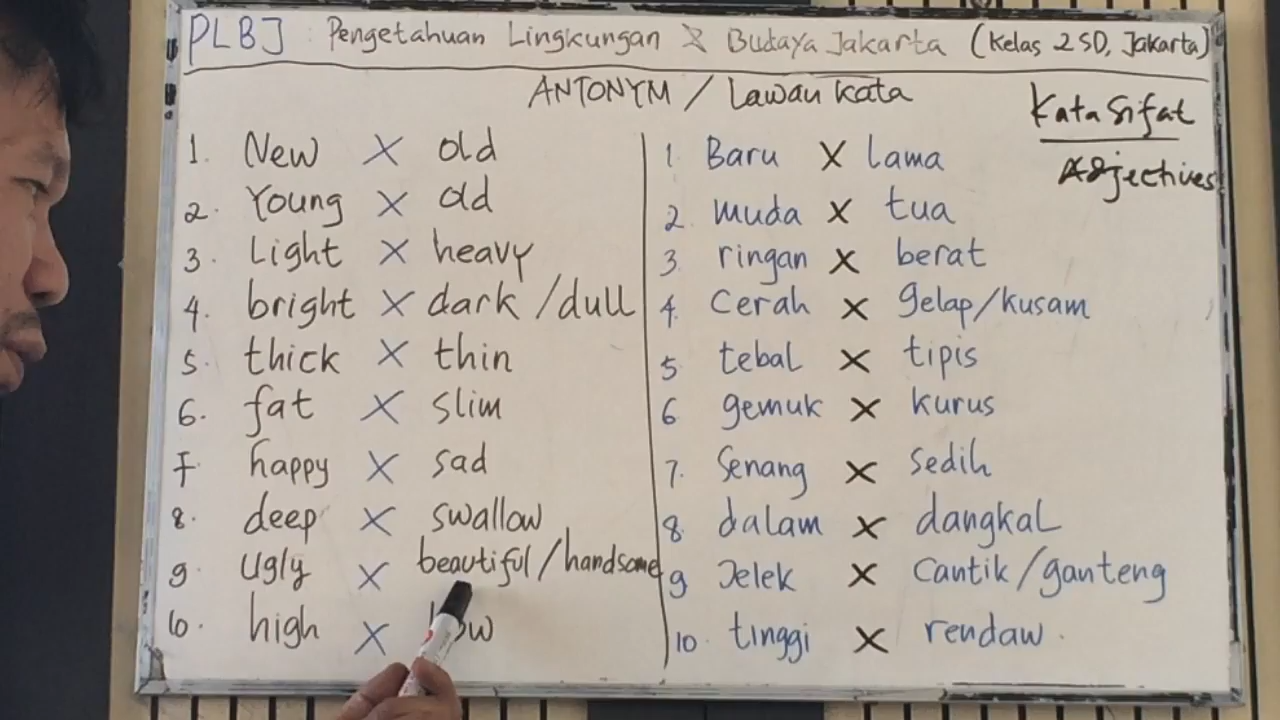 PLBJ : Pengetahuan Lingkungan & Budaya Jakarta (Kelas 2 SD, Jakarta)
ANTONYM / Lawan kata
Kata Sifat
Adjectives
1. New X old
2. Young X old
3. Light X heavy
4. bright X dark / dull
5. thick X thin
6. fat X slim
7. happy X sad
8. deep X swallow
9. Ugly X beautiful / handsome
10. high X low
1. Baru X lama
2. muda X tua
3. ringan X berat
4. Cerah X gelap/kusam
5 tebal X tipis
6 gemuk X kurus
7. Senang X sedih
8. dalam X dangkal
9 Jelek X Cantik / ganteng
10. tinggi X rendaw.